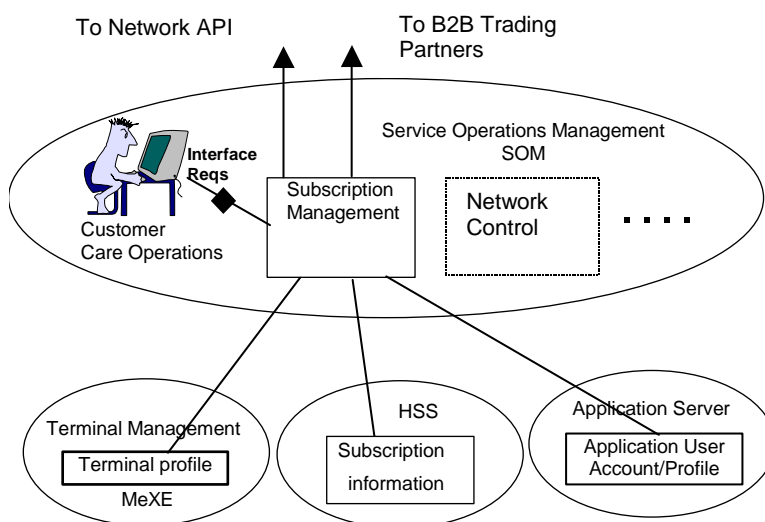 To Network API
To B2B Trading
Partners
Service Operations Management
SOM
Interface
Reqs
Subscription
Management
Network
Control
Customer
Care Operations
Terminal Management
Terminal profile
MeXE
HSS
Subscription
information
Application Server
Application User
Account/Profile